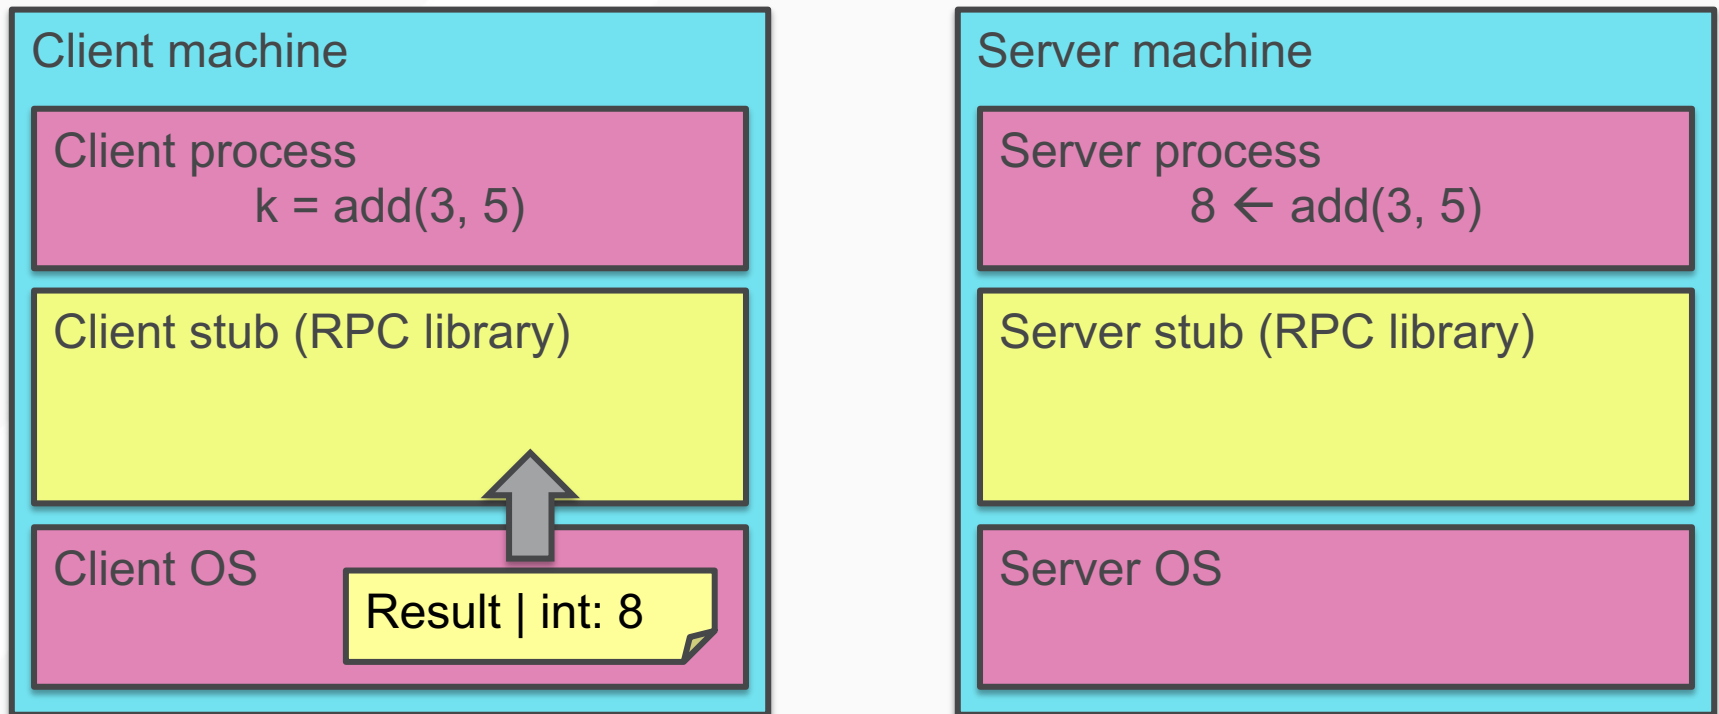 Client machine
Client process
k = add(3, 5)
Client stub (RPC library)
Client OS
Result | int: 8
Server machine
Server process
8 ← add(3, 5)
Server stub (RPC library)
Server OS